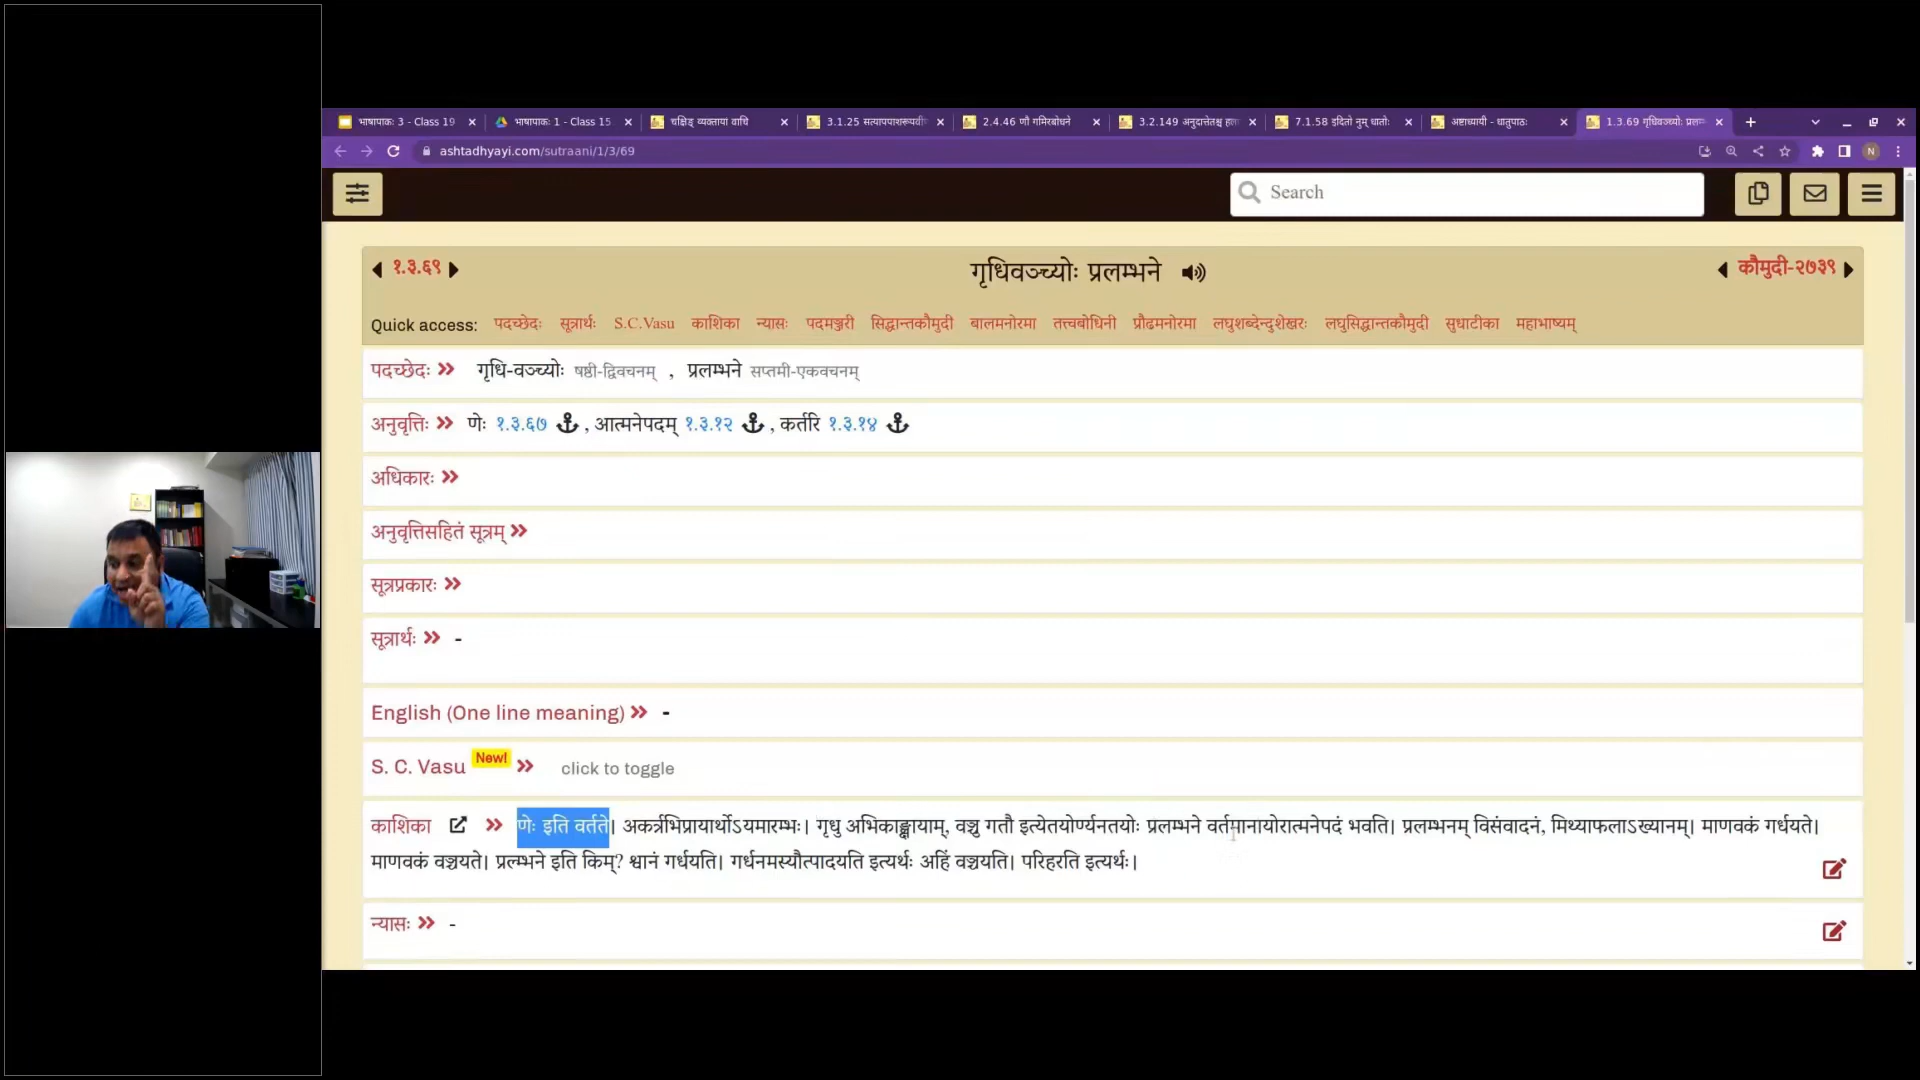 भाषापाकः 3 - Class 19
भाषापाकः 1 - Class 15
चक्षिङ् व्यक्तायां वाचि
3.1.25 सत्यापपाशरूपवी
2.4.46 णौ गमिरबोधने
3.2.149 अनुदात्तेतश्च हला
7.1.58 इदितो नुम् धातोः
अष्टाध्यायी - धातुपाठः
1.3.69 गृधिवञ्च्योः प्रल
ashtadhyayi.com/sutraani/1/3/69
N
Search
१.३.६९
गृधिवञ्च्योः प्रलम्भने
कौमुदी-२७३९
Quick access: पदच्छेदः सूत्रार्थः S.C.Vasu काशिका न्यासः पदमञ्जरी सिद्धान्तकौमुदी बालमनोरमा तत्त्वबोधिनी प्रौढमनोरमा लघुशब्देन्दुशेखरः लघुसिद्धान्तकौमुदी सुधाटीका महाभाष्यम्
पदच्छेदः गृधि-वञ्च्योः षष्ठी-द्विवचनम् , प्रलम्भने सप्तमी-एकवचनम्
अनुवृत्तिः णेः १.३.६७ , आत्मनेपदम् १.३.१२ , कर्तरि १.३.१४
अधिकारः
अनुवृत्तिसहितं सूत्रम्
सूत्रप्रकारः
सूत्रार्थः -
English (One line meaning) -
S. C. Vasu New! click to toggle
काशिका णेः इति वर्तते। अकर्त्रभिप्रायार्थोऽयमारम्भः। गृधु अभिकाङ्क्षायाम्, वञ्चु गतौ इत्येतयोर्ण्यनतयोः प्रलम्भने वर्तमानायोरात्मनेपदं भवति। प्रलम्भनम् विसंवादनं, मिथ्याफलाऽख्यानम्। माणवकं गर्धयते।
माणवकं वञ्चयते। प्रलम्भने इति किम्? श्वानं गर्धयति। गर्धनमस्यौत्पादयति इत्यर्थः अहिं वञ्चयति। परिहरति इत्यर्थः।
न्यासः -